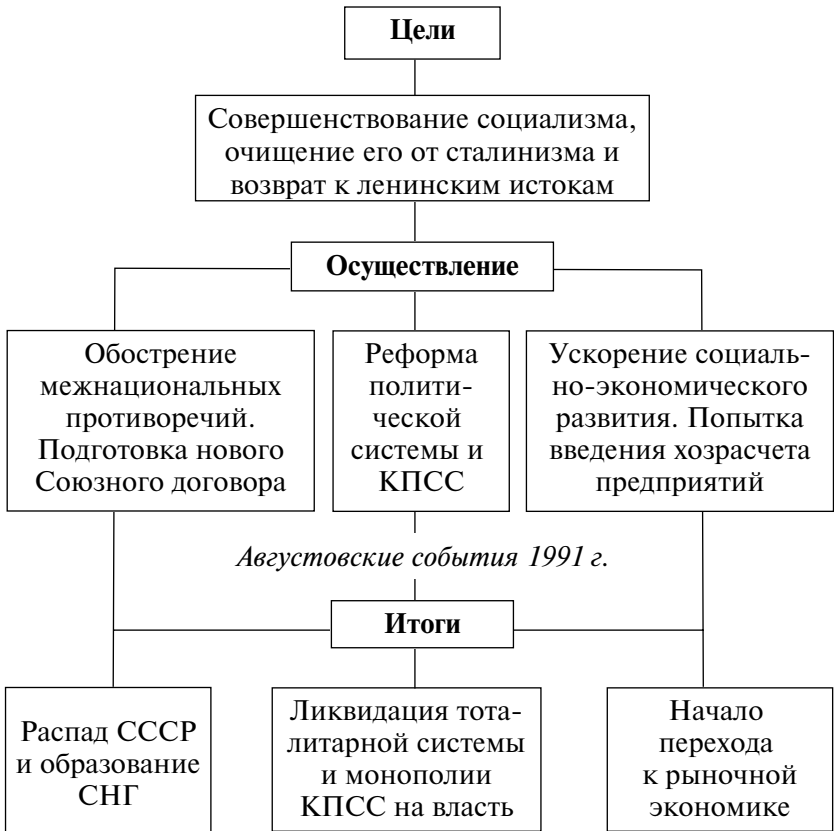 Цели
Совершенствование социализма,
очищение его от сталинизма и
возврат к ленинским истокам
Осуществление
Обострение
межнациональных
противоречий.
Подготовка нового
Союзного договора
Реформа
полити-
ческой
системы и
КПСС
Ускорение социаль-
но-экономического
развития. Попытка
введения хозрасчета
предприятий
Августовские события 1991 г.
Итоги
Распад СССР
и образование
СНГ
Ликвидация тота-
литарной системы
и монополии
КПСС на власть
Начало
перехода
к рыночной
экономике